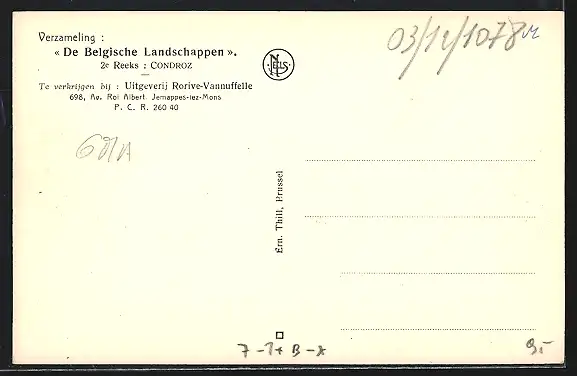 Verzameling :
« De Belgische Landschappen ».
2e Reeks : CONDROZ
Te verkrijgen bij : Uitgeverij Rorive-Vannuffelle
698, Av. Roi Albert. Jemappes-lez-Mons
P. C. R. 260 40
NELS
03/12/1078
Ern. Thill, Brussel